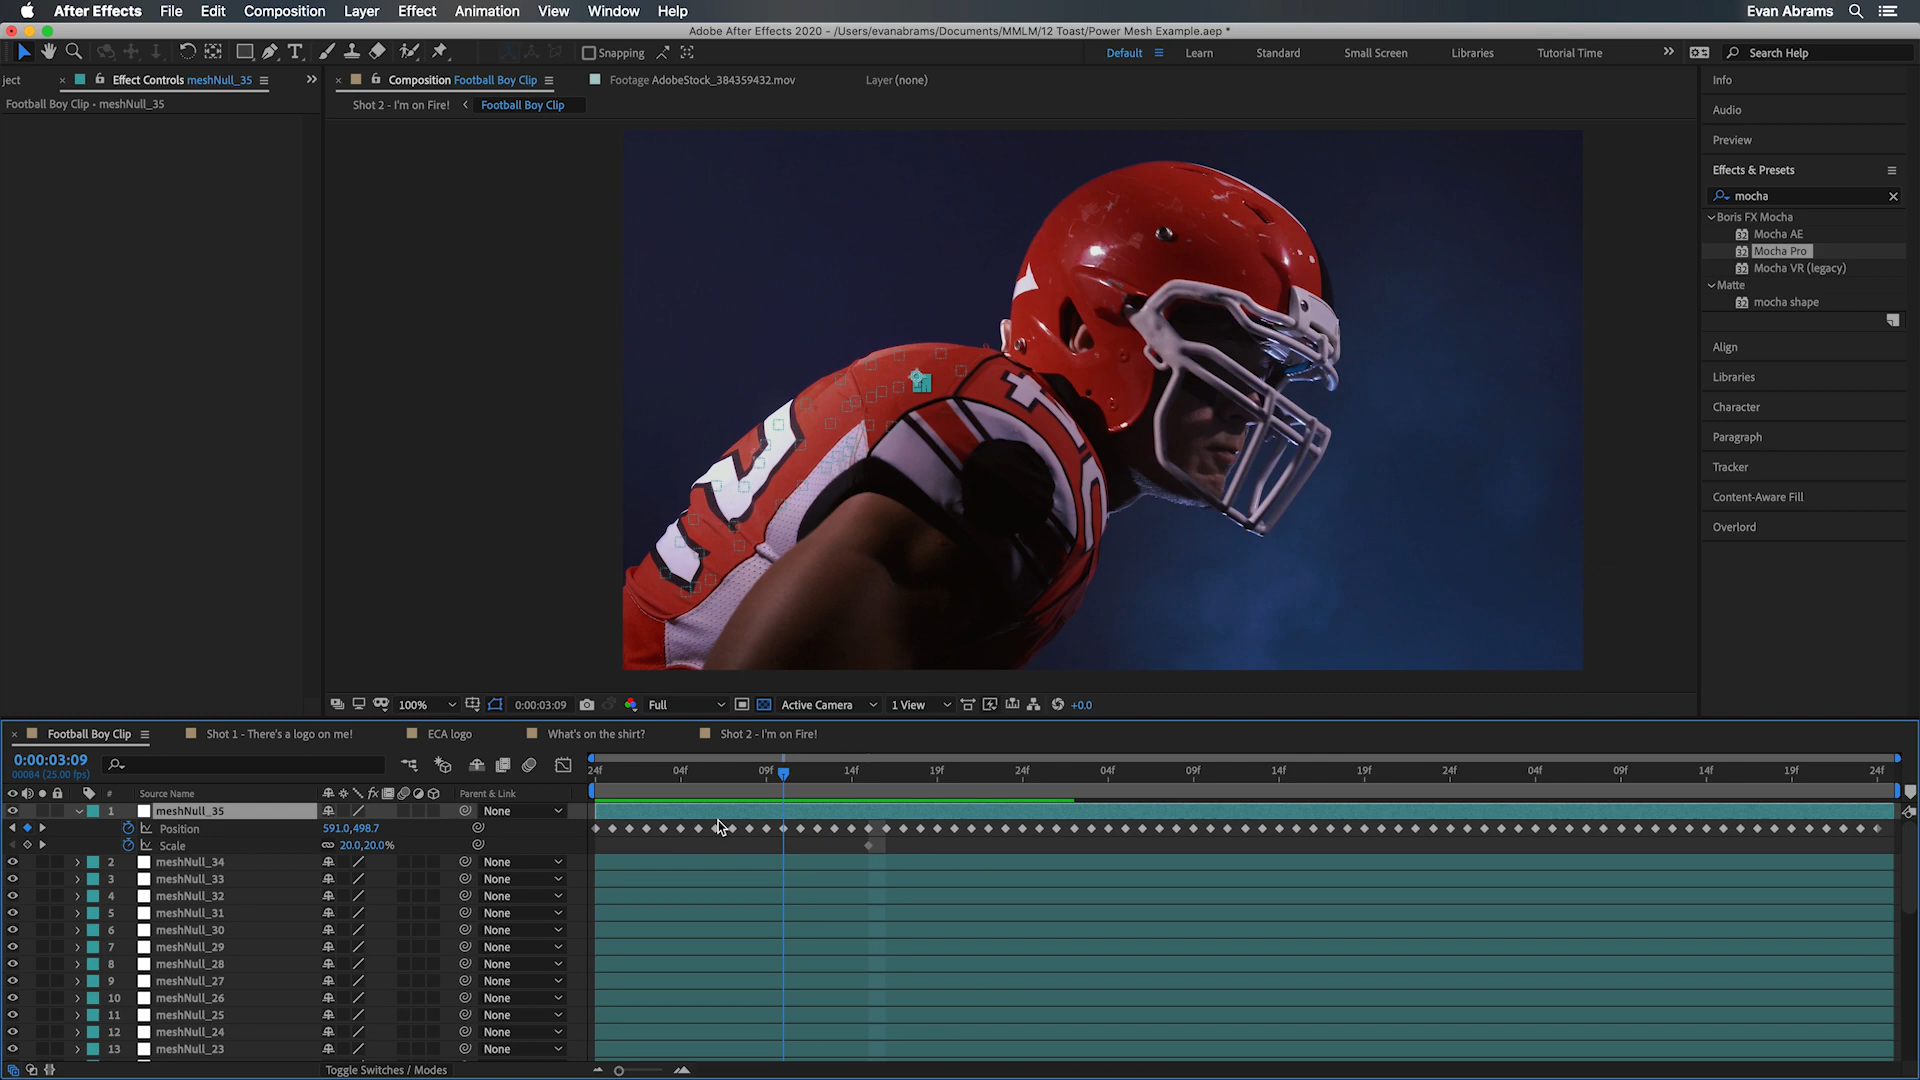 After Effects File Edit Composition Layer Effect Animation View Window Help Evan Abrams
Adobe After Effects 2020 - /Users/evanabrams/Documents/MMLM/12 Toast/Power Mesh Example.aep *
Snapping Default Learn Standard Small Screen Libraries Tutorial Time Search Help
ject Effect Controls meshNull_35 Composition Football Boy Clip Footage AdobeStock_384359432.mov Layer (none) Info
Football Boy Clip • meshNull_35 Shot 2 - I'm on Fire! Football Boy Clip
Audio
Preview
Effects & Presets
mocha
Boris FX Mocha
Mocha AE
Mocha Pro
Mocha VR (legacy)
Matte
mocha shape
Align
Libraries
Character
Paragraph
Tracker
Content-Aware Fill
Overlord
100% 0:00:03:09 Full Active Camera 1 View +0.0
Football Boy Clip Shot 1 - There's a logo on me! ECA logo What's on the shirt? Shot 2 - I'm on Fire!
0:00:03:09
00084 (25.00 fps)
24f 04f 09f 14f 19f 24f 04f 09f 14f 19f 24f 04f 09f 14f 19f 24f
# Source Name Parent & Link
1 meshNull_35 None
Position 591.0,498.7
Scale 20.0,20.0%
2 meshNull_34 None
3 meshNull_33 None
4 meshNull_32 None
5 meshNull_31 None
6 meshNull_30 None
7 meshNull_29 None
8 meshNull_28 None
9 meshNull_27 None
10 meshNull_26 None
11 meshNull_25 None
12 meshNull_24 None
13 meshNull_23 None
Toggle Switches / Modes